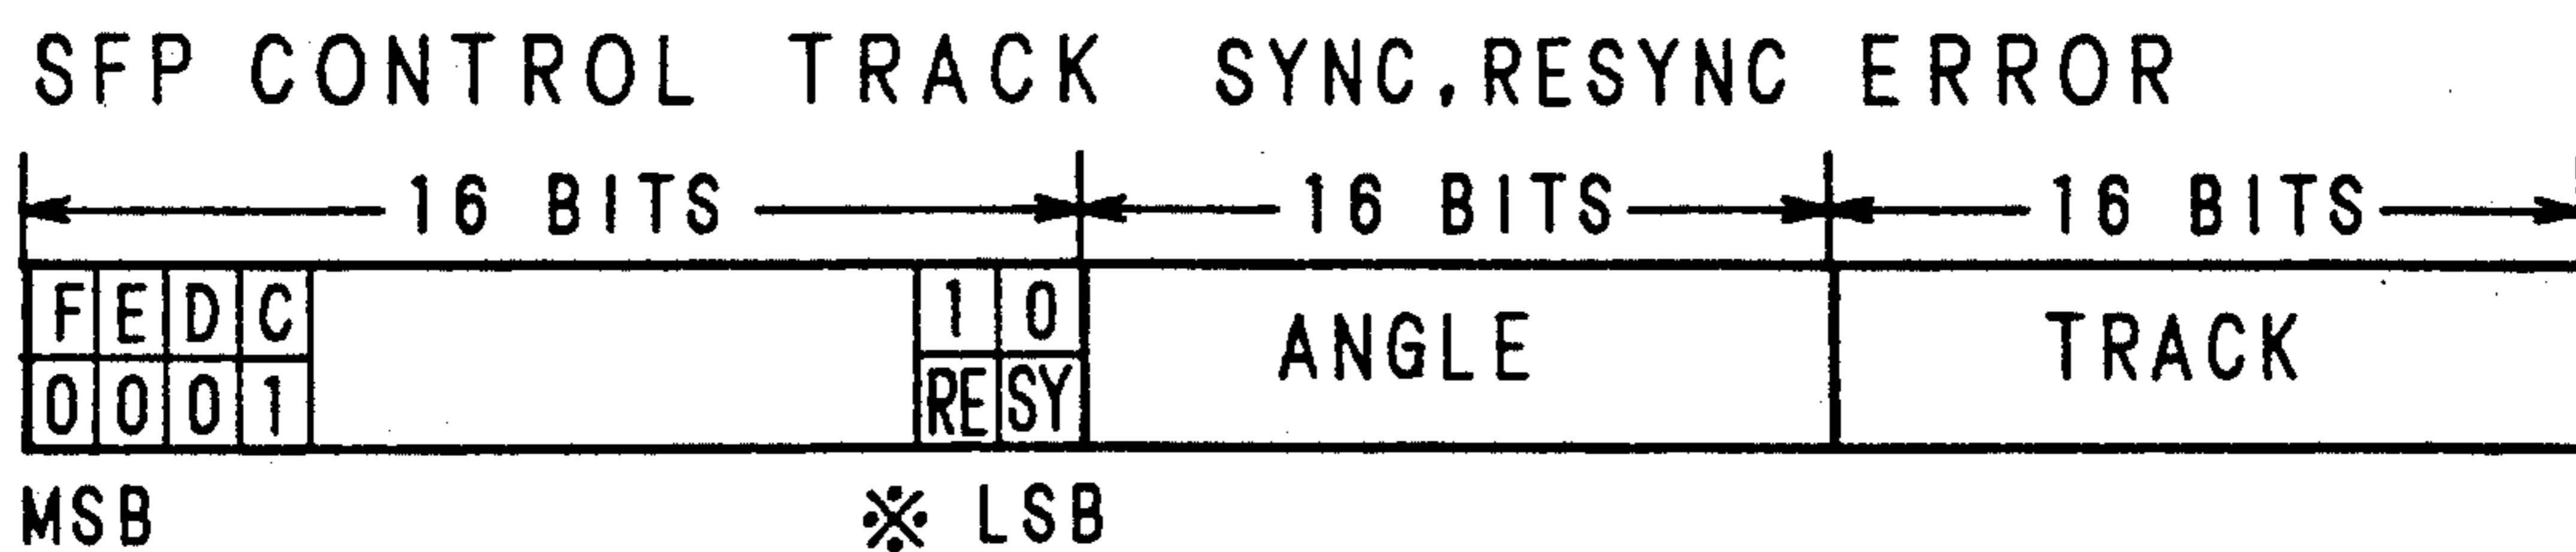 SFP CONTROL TRACK SYNC,RESYNC ERROR
16 BITS 16 BITS 16 BITS
F E D C 1 0
ANGLE TRACK
0 0 0 1 RE SY
MSB ※ LSB